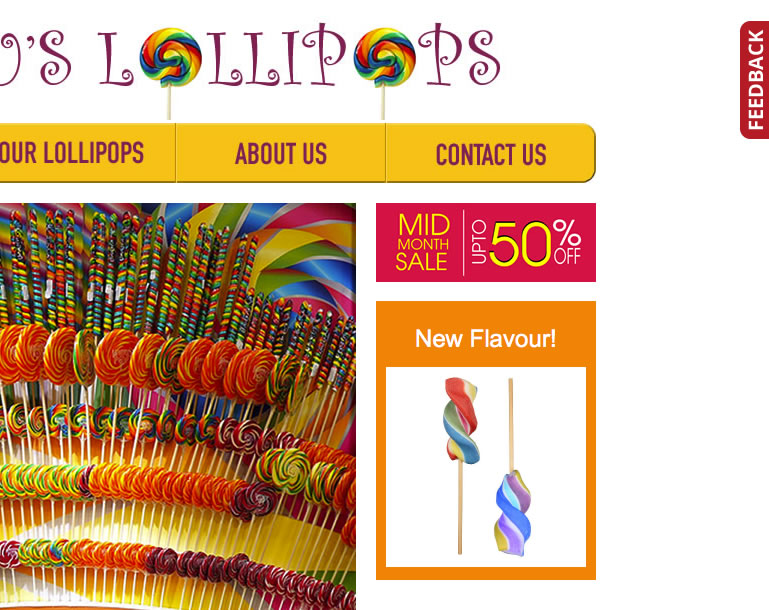 'S LOLLIPOPS
FEEDBACK
OUR LOLLIPOPS
ABOUT US
CONTACT US
MID
MONTH
SALE
UPTO
50%
OFF
New Flavour!